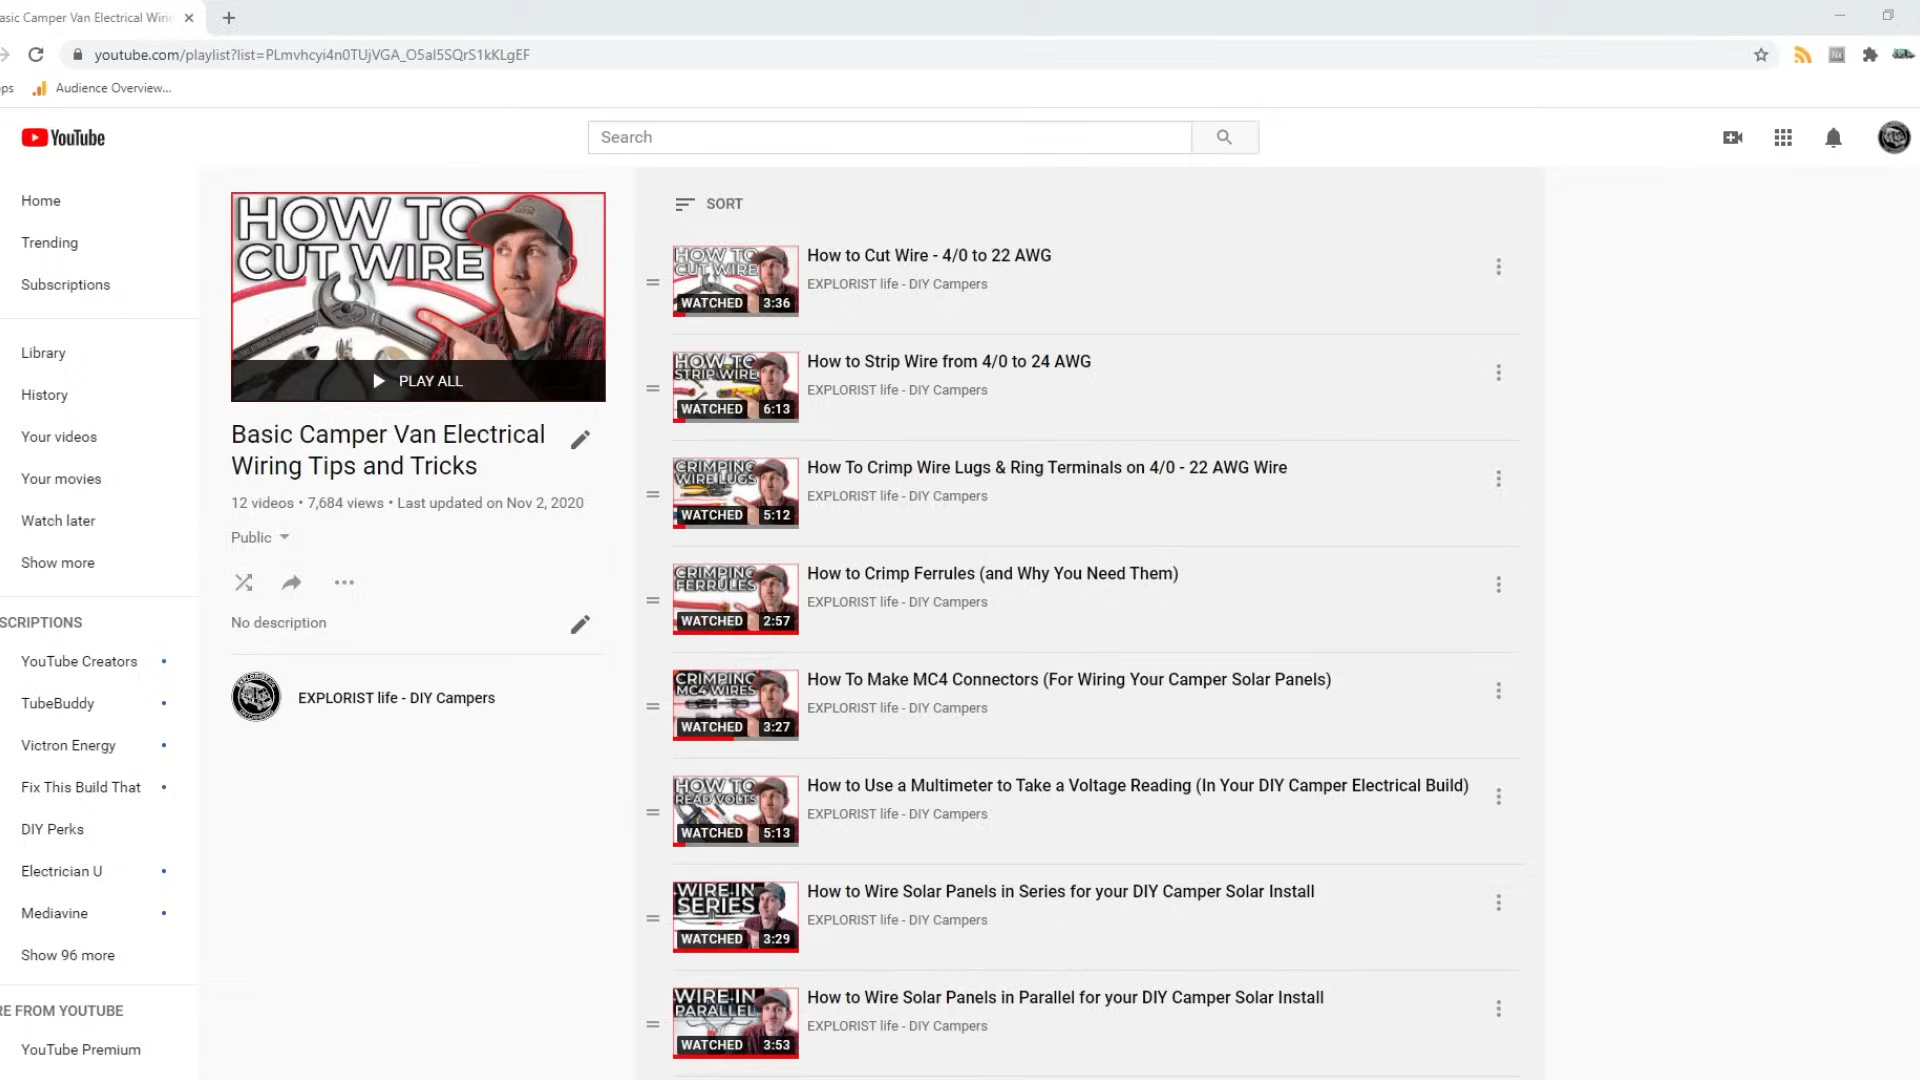 asic Camper Van Electrical Wirin
youtube.com/playlist?list=PLmvhcyi4n0TUjVGA_O5aI5SQrS1kKLgEF
ps
Audience Overview...
YouTube
Search
Home
Trending
Subscriptions
Library
History
Your videos
Your movies
Watch later
Show more
SCRIPTIONS
YouTube Creators
TubeBuddy
Victron Energy
Fix This Build That
DIY Perks
Electrician U
Mediavine
Show 96 more
RE FROM YOUTUBE
YouTube Premium
HOW TO
CUT WIRE
PLAY ALL
Basic Camper Van Electrical
Wiring Tips and Tricks
12 videos • 7,684 views • Last updated on Nov 2, 2020
Public
No description
EXPLORIST life - DIY Campers
SORT
HOW TO
CUT WIRE
WATCHED 3:36
How to Cut Wire - 4/0 to 22 AWG
EXPLORIST life - DIY Campers
HOW TO
STRIP WIRE
WATCHED 6:13
How to Strip Wire from 4/0 to 24 AWG
EXPLORIST life - DIY Campers
CRIMPING
WIRE LUGS
WATCHED 5:12
How To Crimp Wire Lugs & Ring Terminals on 4/0 - 22 AWG Wire
EXPLORIST life - DIY Campers
CRIMPING
FERRULES
WATCHED 2:57
How to Crimp Ferrules (and Why You Need Them)
EXPLORIST life - DIY Campers
CRIMPING
MC4 WIRES
WATCHED 3:27
How To Make MC4 Connectors (For Wiring Your Camper Solar Panels)
EXPLORIST life - DIY Campers
HOW TO
READ VOLTS
WATCHED 5:13
How to Use a Multimeter to Take a Voltage Reading (In Your DIY Camper Electrical Build)
EXPLORIST life - DIY Campers
WIRE IN
SERIES
WATCHED 3:29
How to Wire Solar Panels in Series for your DIY Camper Solar Install
EXPLORIST life - DIY Campers
WIRE IN
PARALLEL
WATCHED 3:53
How to Wire Solar Panels in Parallel for your DIY Camper Solar Install
EXPLORIST life - DIY Campers